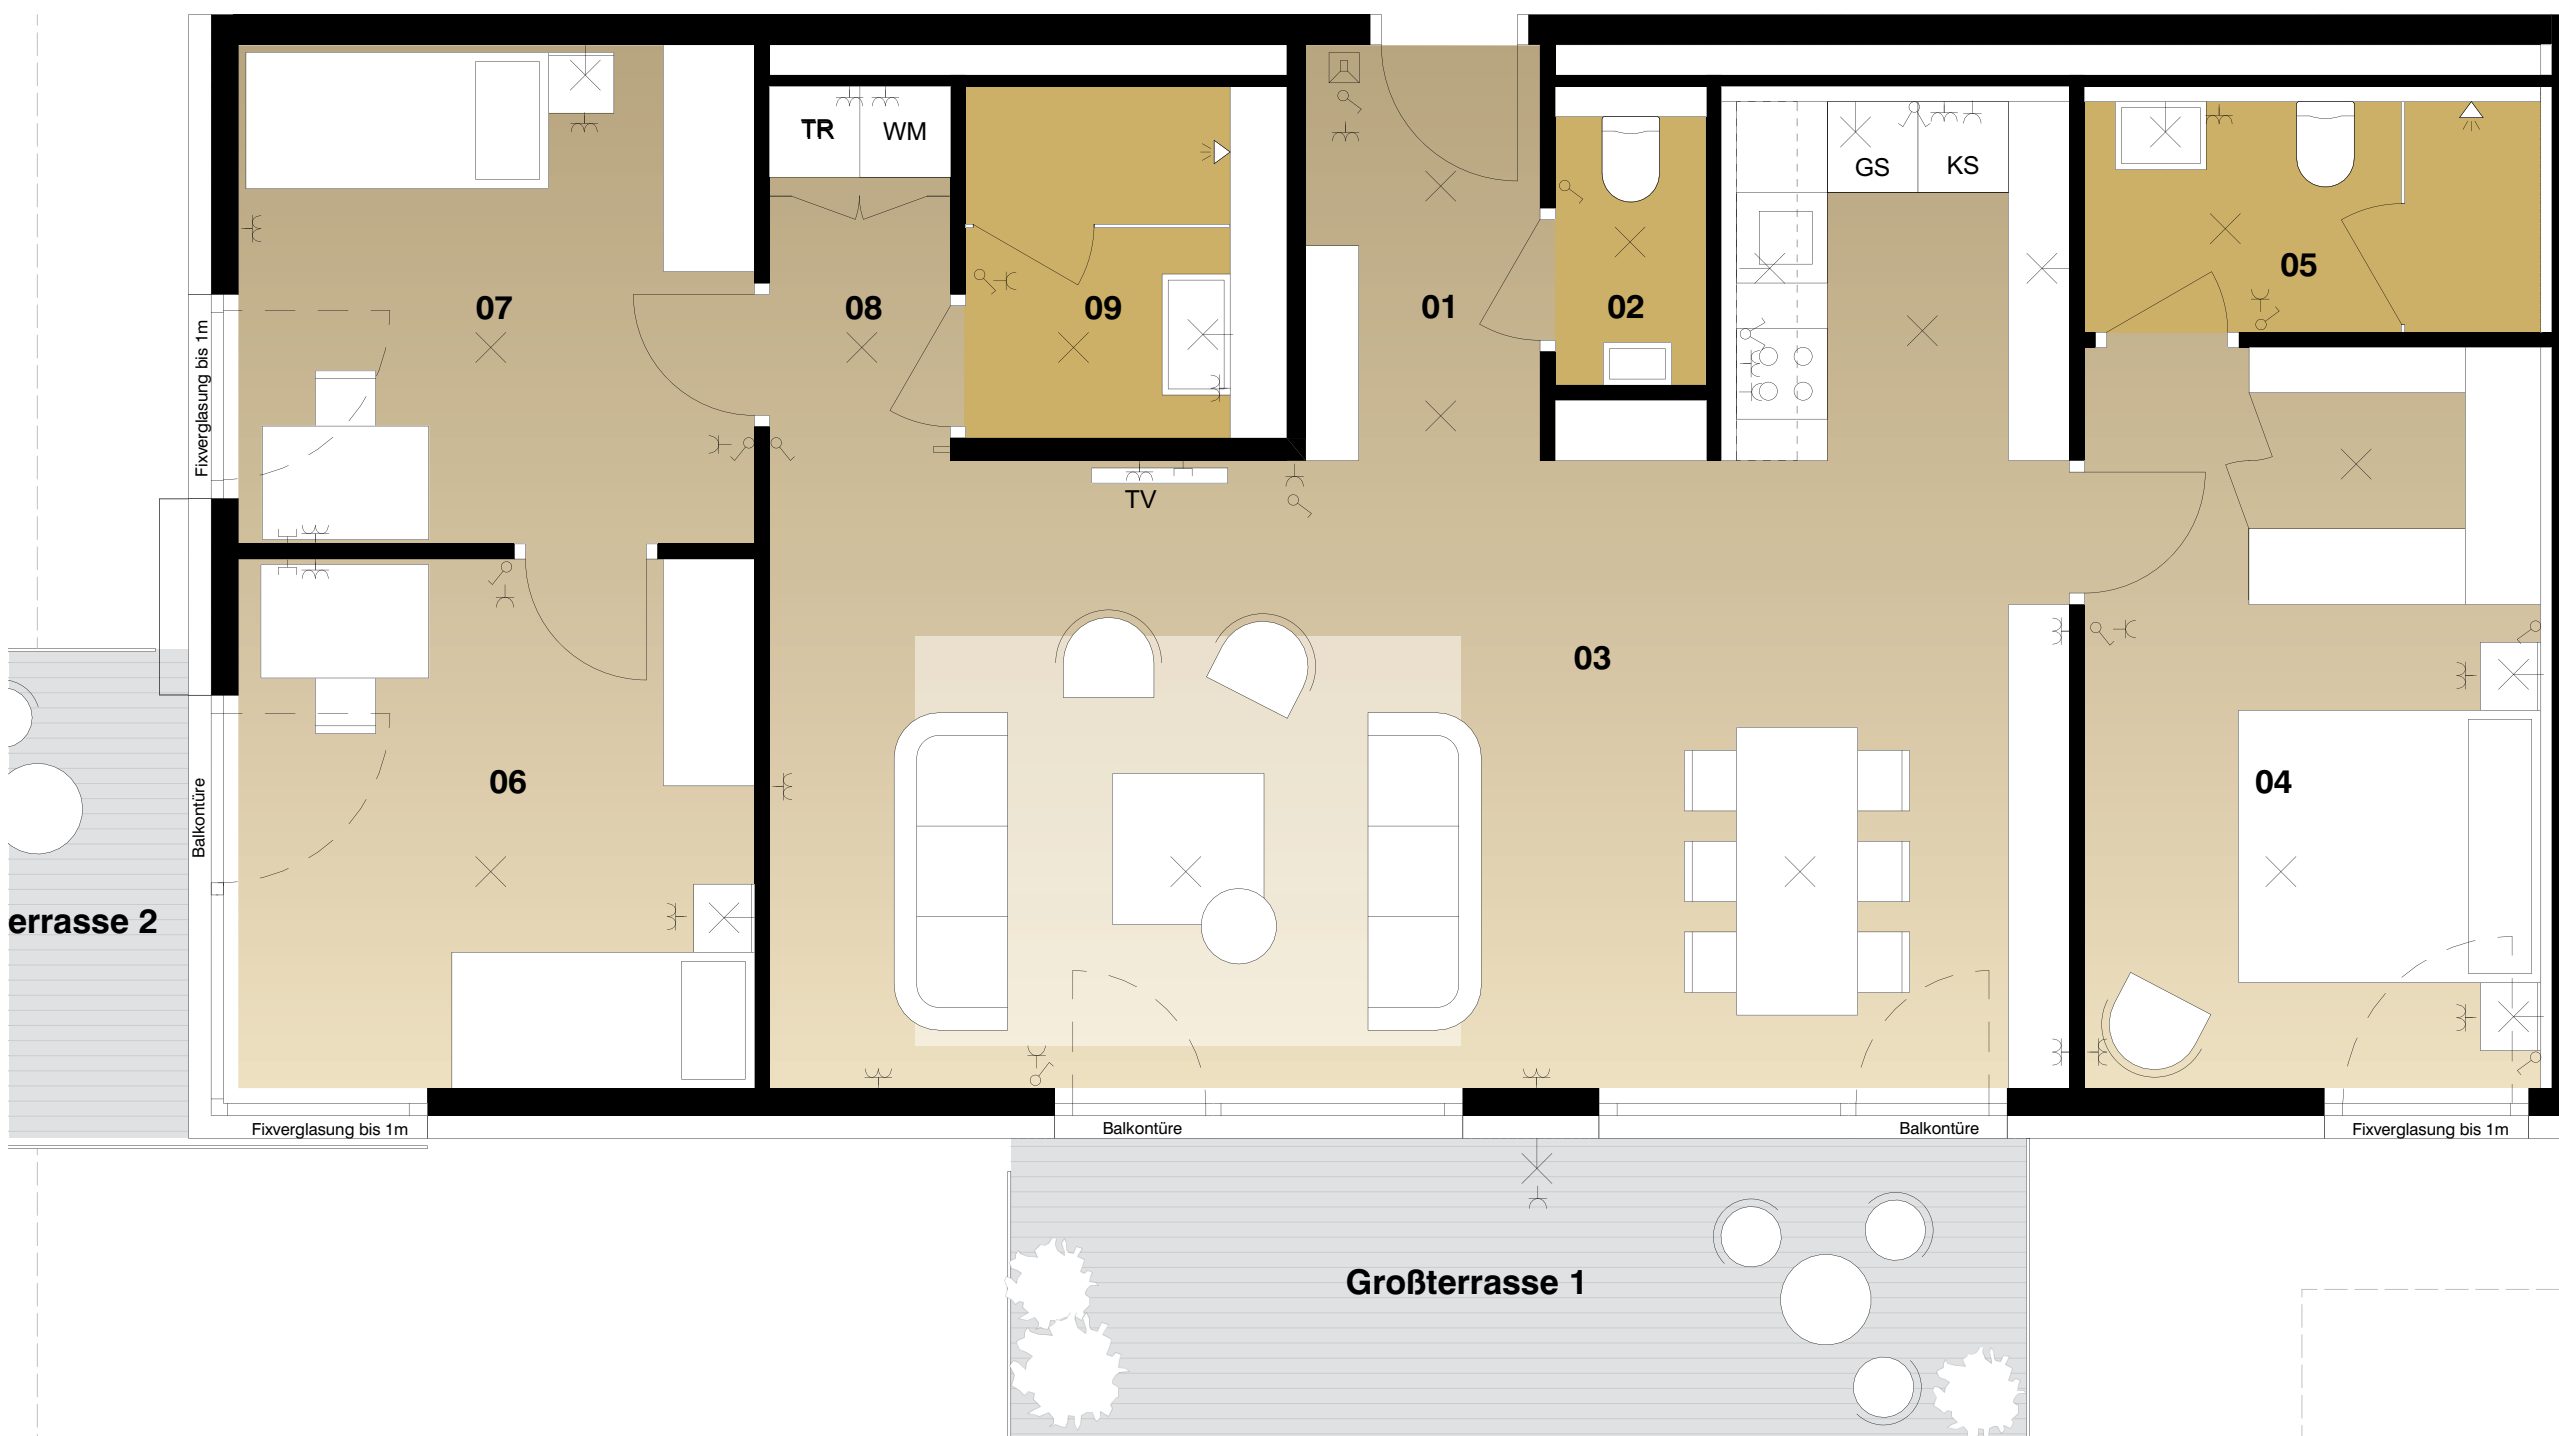 TR
WM
GS
KS
05
07
08
09
01
02
Fixverglasung bis 1m
TV
03
06
04
Balkontüre
errasse 2
Fixverglasung bis 1m
Balkontüre
Balkontüre
Fixverglasung bis 1m
Großterrasse 1